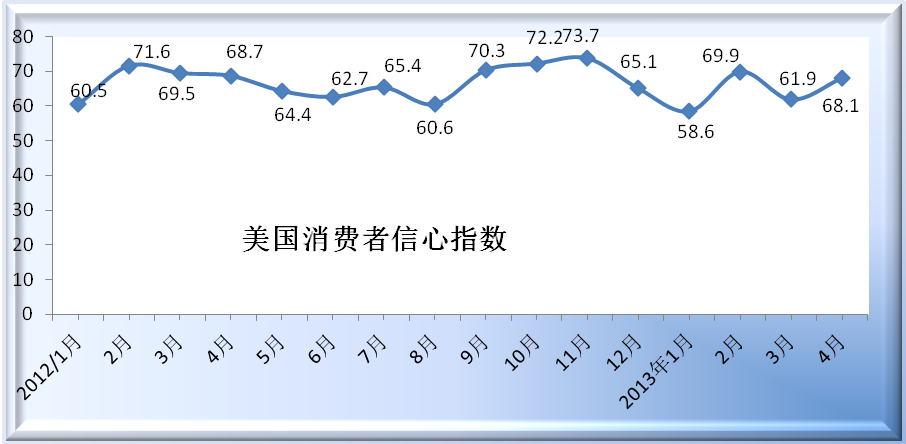 80
70
60
50
40
30
20
10
0
60.5
71.6
69.5
68.7
64.4
62.7
65.4
60.6
70.3
72.2
73.7
65.1
58.6
69.9
61.9
68.1
美国消费者信心指数
2012/1月
2月
3月
4月
5月
6月
7月
8月
9月
10月
11月
12月
2013年1月
2月
3月
4月